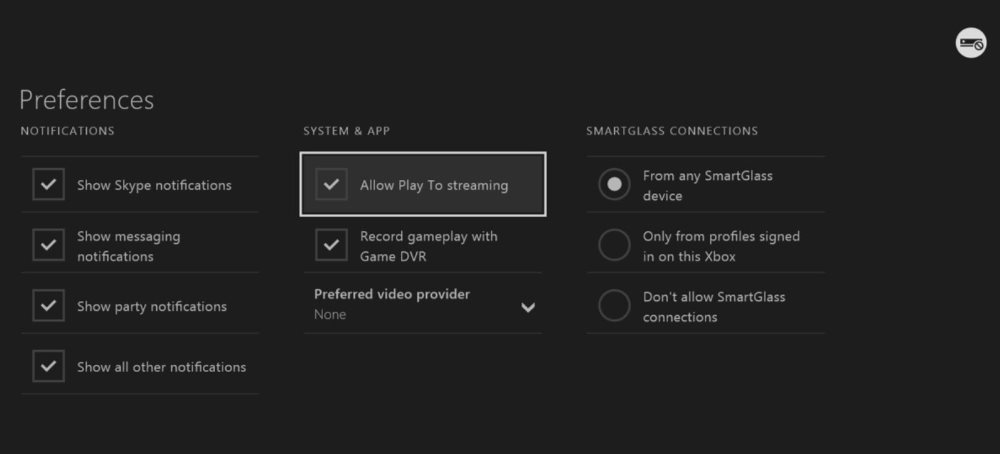 Preferences
NOTIFICATIONS
Show Skype notifications
Show messaging
notifications
Show party notifications
Show all other notifications
SYSTEM & APP
Allow Play To streaming
Record gameplay with
Game DVR
Preferred video provider
None
SMARTGLASS CONNECTIONS
From any SmartGlass
device
Only from profiles signed
in on this Xbox
Don't allow SmartGlass
connections